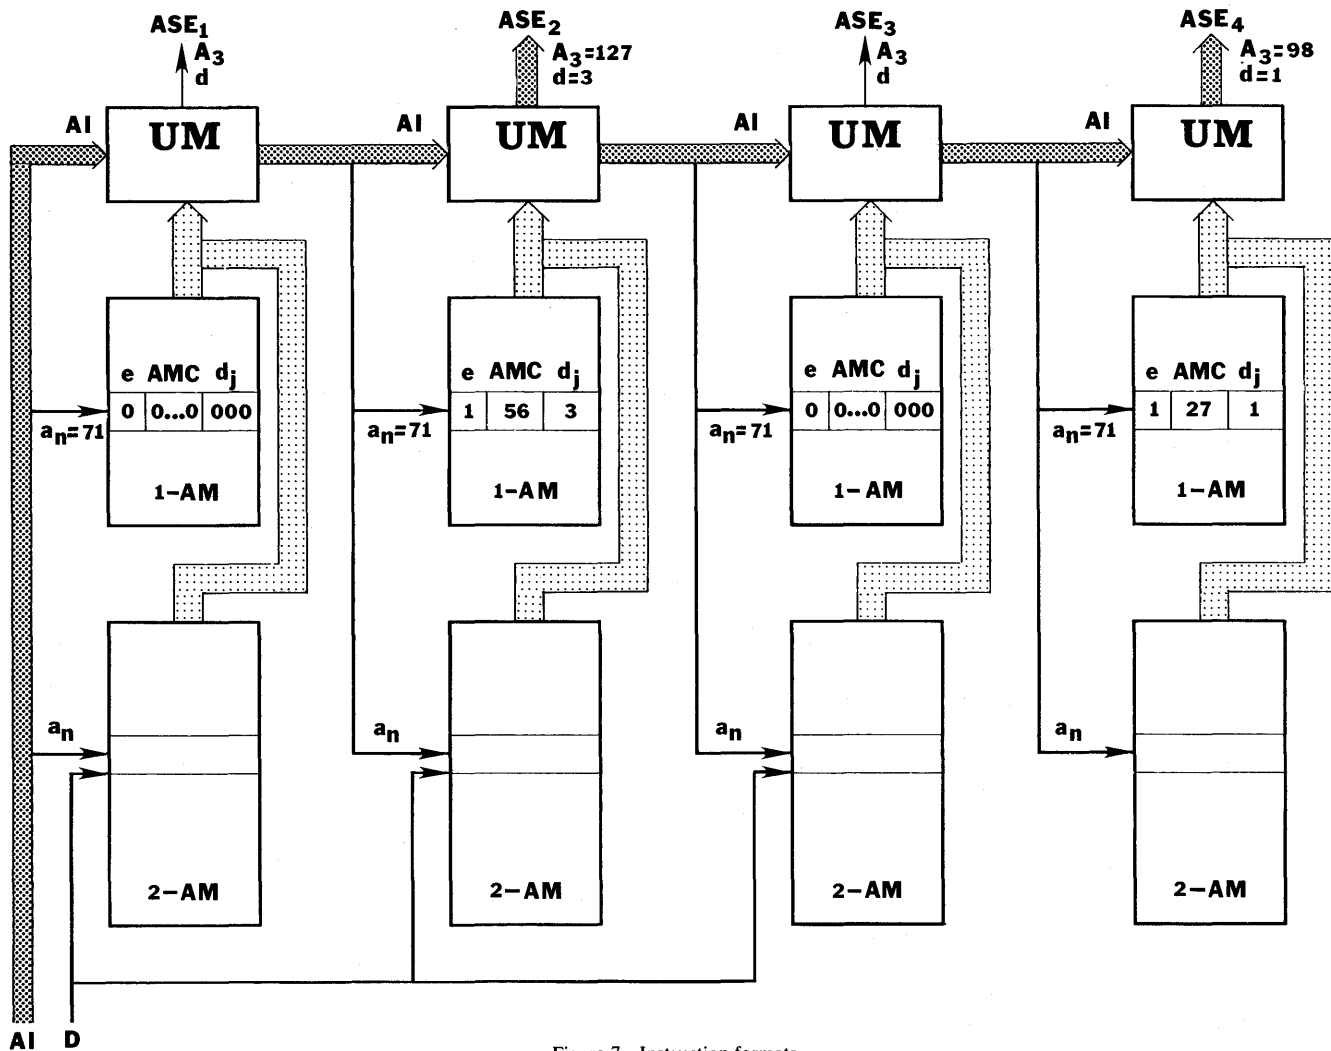 ASE1 ASE2 ASE3 ASE4
A3 A3=127 A3 A3=98
d d=3 d d=1
AI AI AI AI
UM UM UM UM
e AMC dj e AMC dj e AMC dj e AMC dj
0 0...0 000 1 56 3 0 0...0 000 1 27 1
an=71 an=71 an=71 an=71
1-AM 1-AM 1-AM 1-AM
an an an an
2-AM 2-AM 2-AM 2-AM
AI D